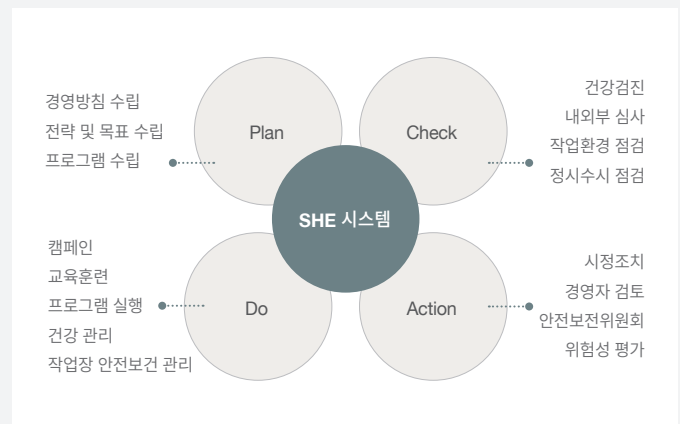 경영방침 수립
전략 및 목표 수립
프로그램 수립
Plan
Check
건강검진
내외부 심사
작업환경 점검
정시수시 점검
SHE 시스템
캠페인
교육훈련
프로그램 실행
건강 관리
작업장 안전보건 관리
Do
Action
시정조치
경영자 검토
안전보전위원회
위험성 평가